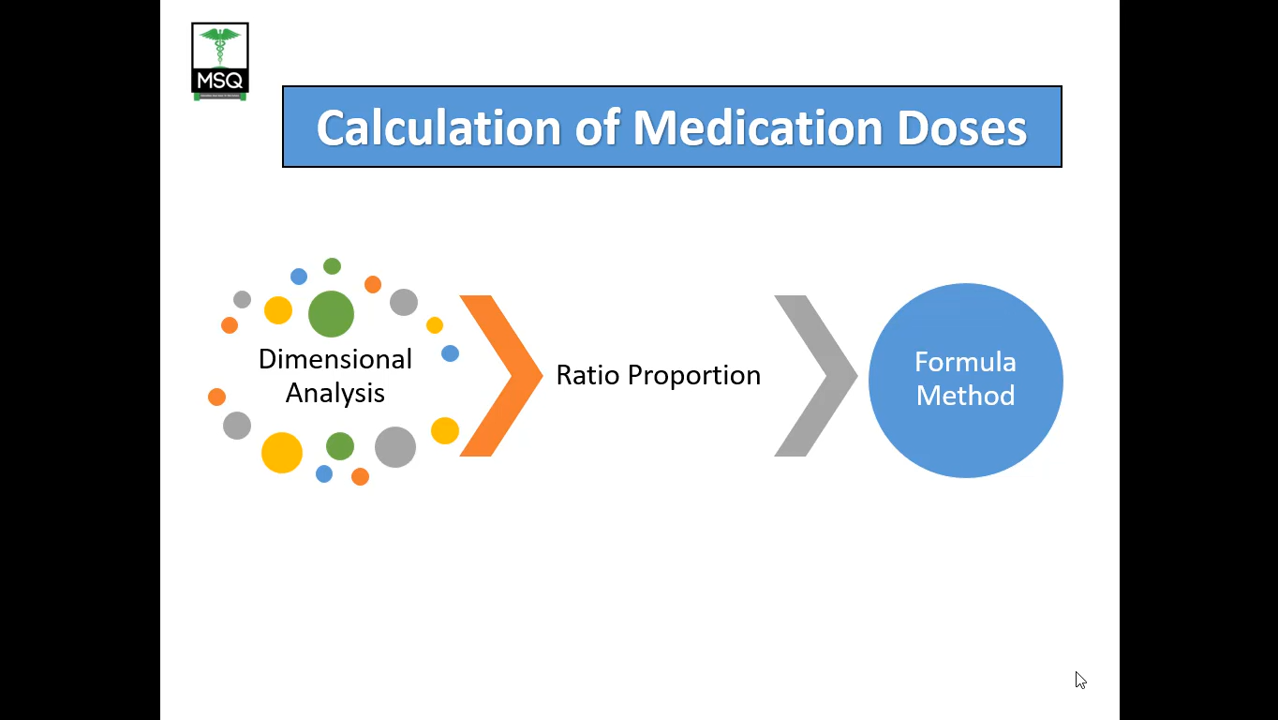 MSQ
Calculation of Medication Doses
Dimensional
Analysis
Ratio Proportion
Formula
Method